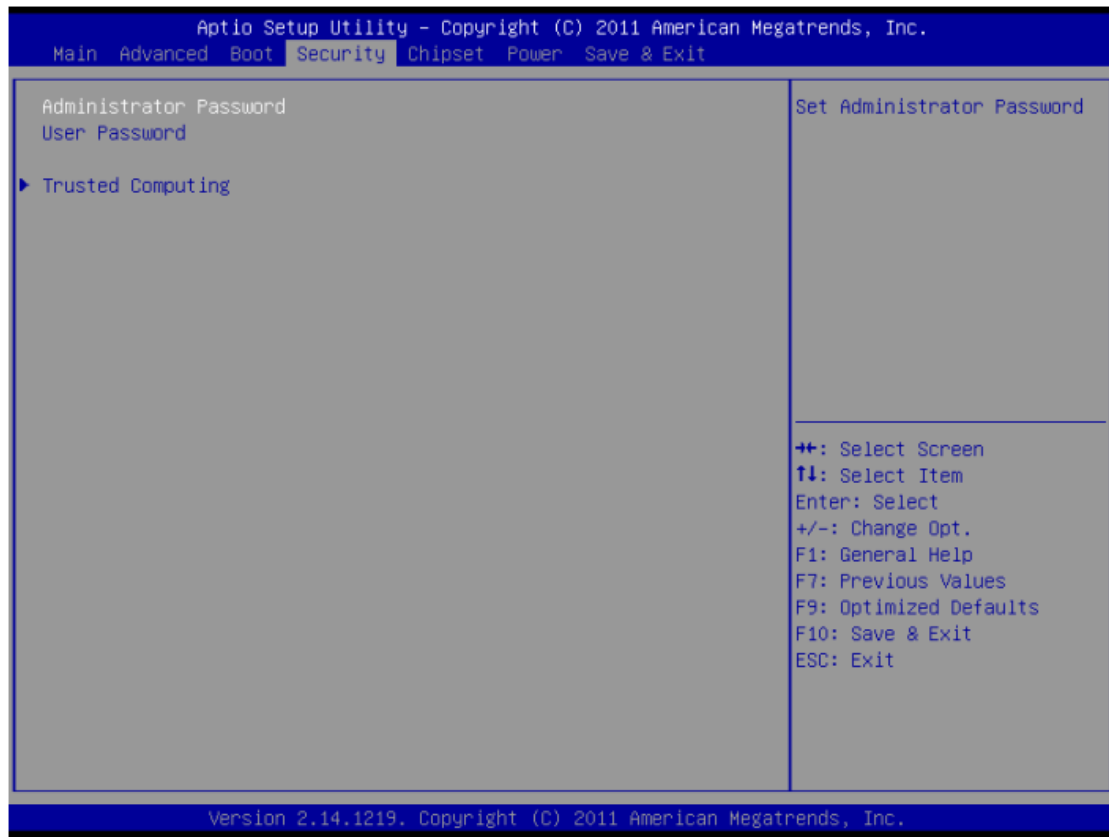 Aptio Setup Utility – Copyright (C) 2011 American Megatrends, Inc.
Main Advanced Boot Security Chipset Power Save & Exit
Administrator Password
User Password
▶ Trusted Computing
Set Administrator Password
→←: Select Screen
↑↓: Select Item
Enter: Select
+/-: Change Opt.
F1: General Help
F7: Previous Values
F9: Optimized Defaults
F10: Save & Exit
ESC: Exit
Version 2.14.1219. Copyright (C) 2011 American Megatrends, Inc.